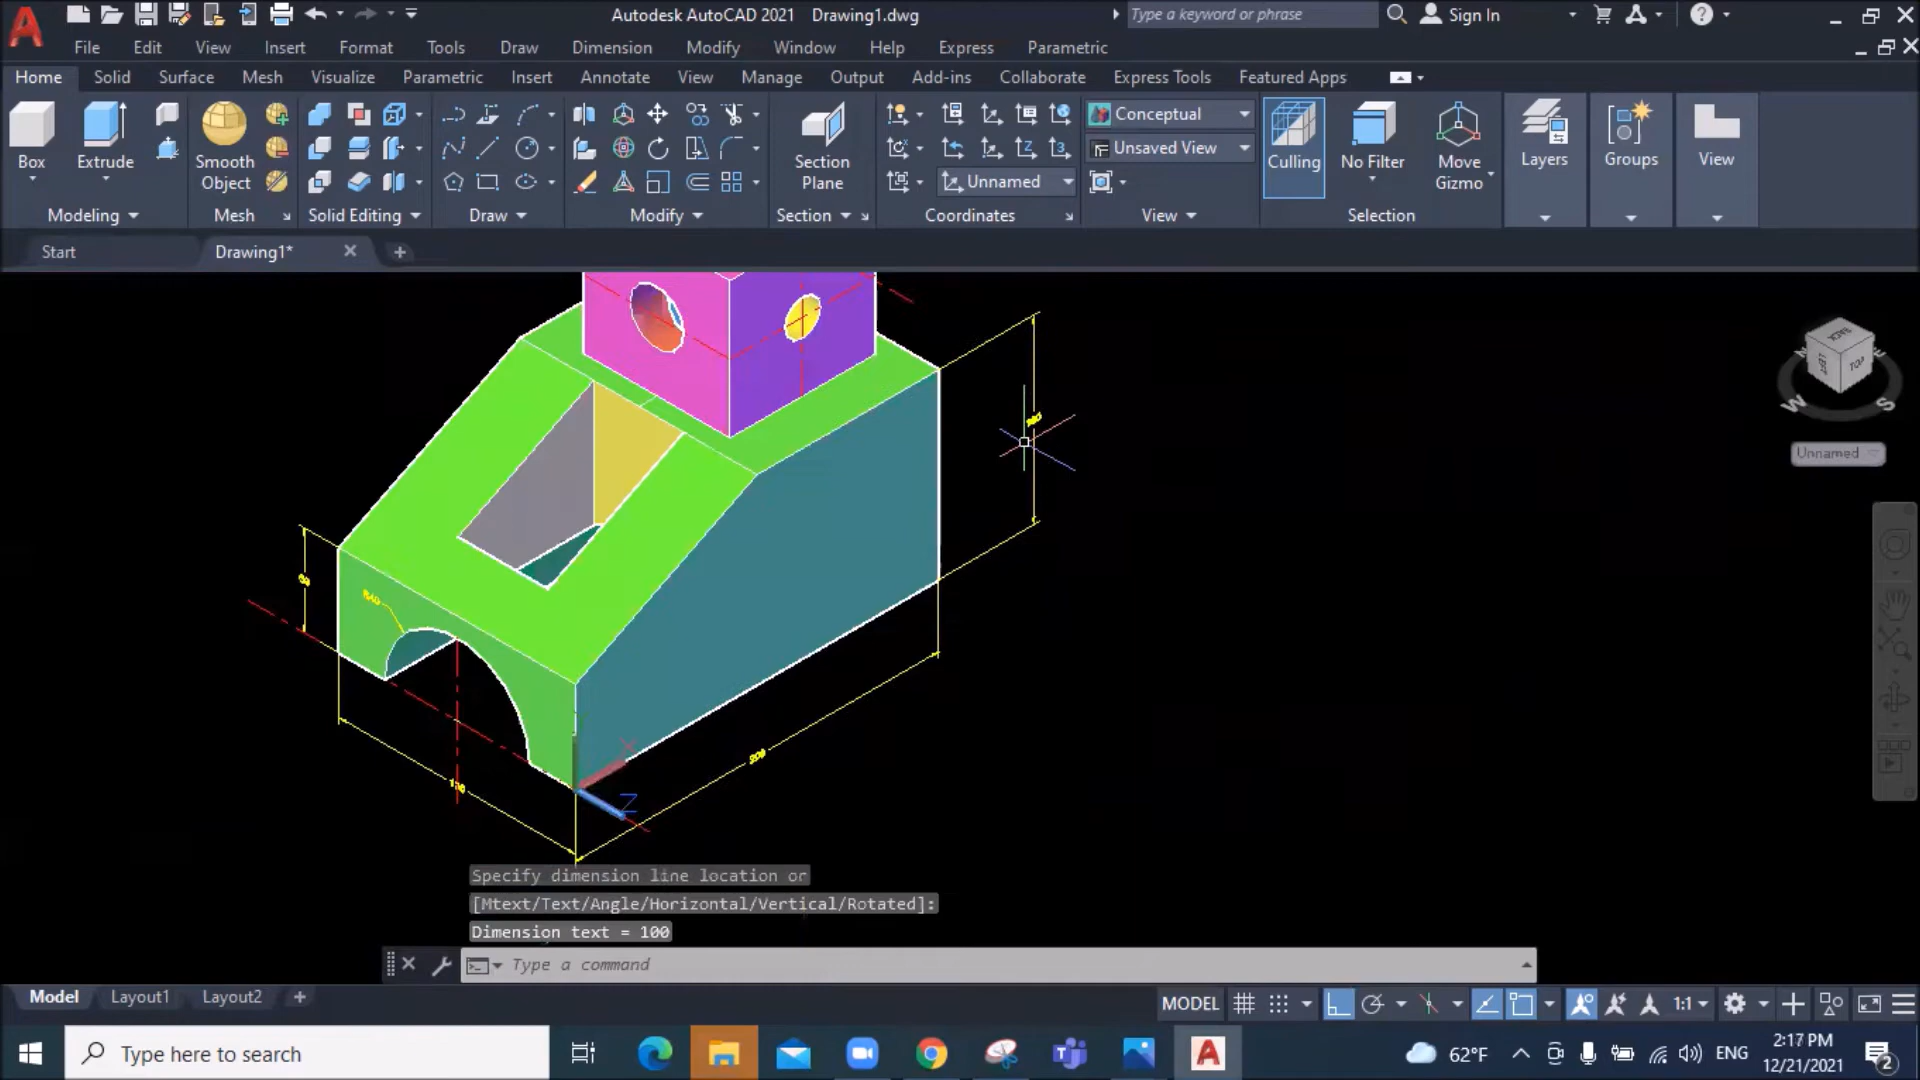 Autodesk AutoCAD 2021 Drawing1.dwg
Type a keyword or phrase
Sign In
File Edit View Insert Format Tools Draw Dimension Modify Window Help Express Parametric
Home Solid Surface Mesh Visualize Parametric Insert Annotate View Manage Output Add-ins Collaborate Express Tools Featured Apps
Conceptual
Unsaved View
Unnamed
Box
Extrude
Smooth Object
Section Plane
Culling
No Filter
Move Gizmo
Layers
Groups
View
Modeling
Mesh
Solid Editing
Draw
Modify
Section
Coordinates
View
Selection
Start
Drawing1*
BACK
LEFT
TOP
W
S
Unnamed
X
Z
Specify dimension line location or
[Mtext/Text/Angle/Horizontal/Vertical/Rotated]:
Dimension text = 100
Type a command
Model Layout1 Layout2
MODEL
1:1
Type here to search
62°F
ENG
2:17 PM
12/21/2021
2